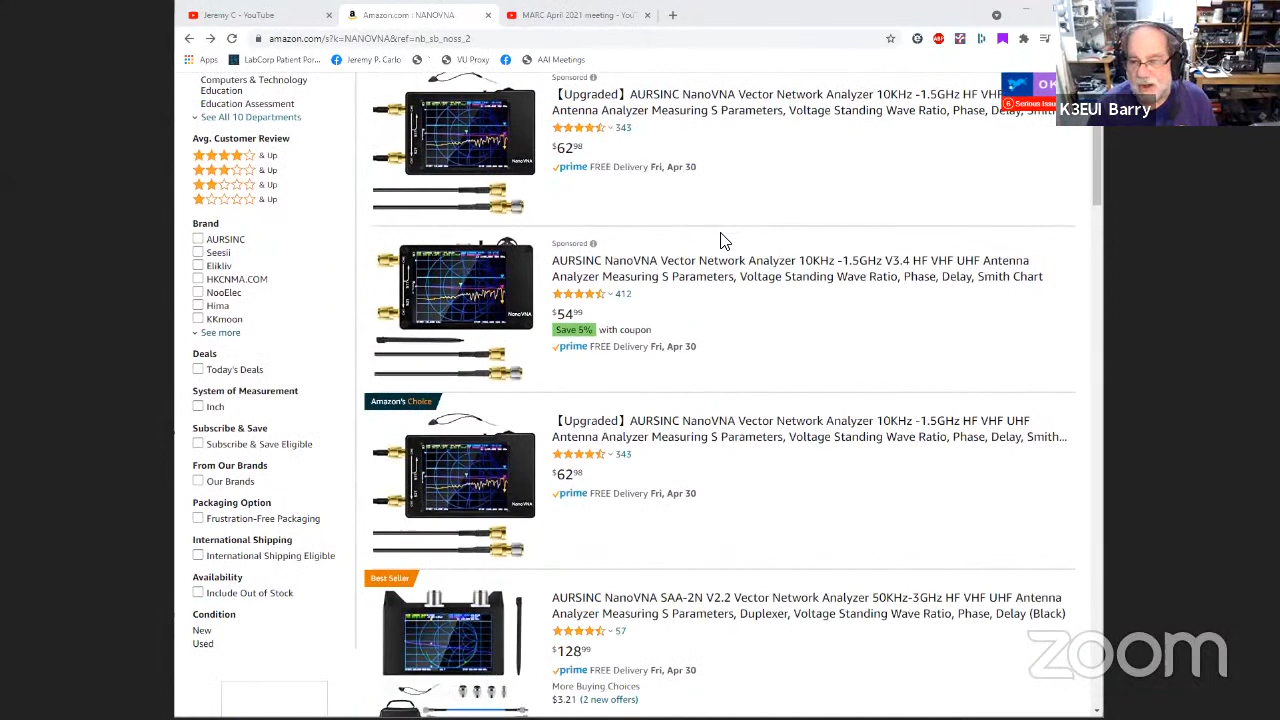 Jeremy C - YouTube
Amazon.com : NANOVNA
MARC April 2021 meeting - You
amazon.com/s?k=NANOVNA&ref=nb_sb_noss_2
Apps
LabCorp Patient Por...
Jeremy P. Carlo
VU Proxy
AAI Meetings
OK
Serious Issu
K3EUI Barry
Computers & Technology
Education
Education Assessment
See All 10 Departments
Avg. Customer Review
& Up
& Up
& Up
& Up
Brand
AURSINC
Seesii
Elikliv
HKCNMA.COM
NooElec
Hima
KKmoon
See more
Deals
Today's Deals
System of Measurement
Inch
Subscribe & Save
Subscribe & Save Eligible
From Our Brands
Our Brands
Packaging Option
Frustration-Free Packaging
International Shipping
International Shipping Eligible
Availability
Include Out of Stock
Condition
New
Used
Sponsored
【Upgraded】AURSINC NanoVNA Vector Network Analyzer 10KHz -1.5GHz HF VHF UHF
Antenna Analyzer Measuring S Parameters, Voltage Standing Wave Ratio, Phase, Delay, Smith
343
$62.98
prime FREE Delivery Fri, Apr 30
NanoVNA
Sponsored
AURSINC NanoVNA Vector Network Analyzer 10KHz -1.5GHz V3.4 HF VHF UHF Antenna
Analyzer Measuring S Parameters, Voltage Standing Wave Ratio, Phase, Delay, Smith Chart
412
$54.99
Save 5% with coupon
prime FREE Delivery Fri, Apr 30
NanoVNA
Amazon's Choice
【Upgraded】AURSINC NanoVNA Vector Network Analyzer 10KHz -1.5GHz HF VHF UHF
Antenna Analyzer Measuring S Parameters, Voltage Standing Wave Ratio, Phase, Delay, Smith...
343
$62.98
prime FREE Delivery Fri, Apr 30
NanoVNA
Best Seller
AURSINC NanoVNA SAA-2N V2.2 Vector Network Analyzer 50KHz-3GHz HF VHF UHF Antenna
Analyzer Measuring S Parameters, Duplexer, Voltage Standing Wave Ratio, Phase, Delay (Black)
57
$128.99
prime FREE Delivery Fri, Apr 30
More Buying Choices
$3.21 (2 new offers)
zoom